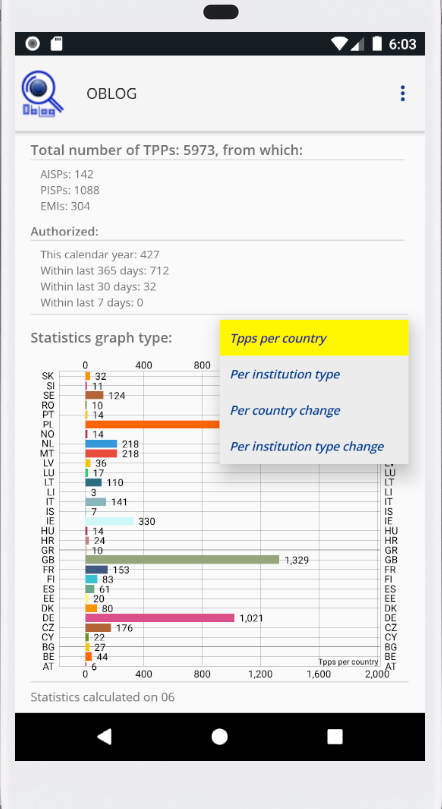 6:03
Oblog
OBLOG
Total number of TPPs: 5973, from which:
AISPs: 142
PISPs: 1088
EMIs: 304
Authorized:
This calendar year: 427
Within last 365 days: 712
Within last 30 days: 32
Within last 7 days: 0
Statistics graph type:
Tpps per country
Per institution type
Per country change
Per institution type change
0 400 800
SK 32
SI 11
SE 124
RO 10
PT 14
PL
NO 14
NL 218
MT 218
LV 36 LV
LU 17 LU
LT 110 LT
LI 3 LI
IT 141 IT
IS 7 IS
IE 330 IE
HU 14 HU
HR 24 HR
GR 10 GR
GB 1,329 GB
FR 153 FR
FI 83 FI
ES 61 ES
EE 20 EE
DK 80 DK
DE 1,021 DE
CZ 176 CZ
CY 22 CY
BG 27 BG
BE 44 BE
AT 6 Tpps per country AT
0 400 800 1,200 1,600 2,000
Statistics calculated on 06